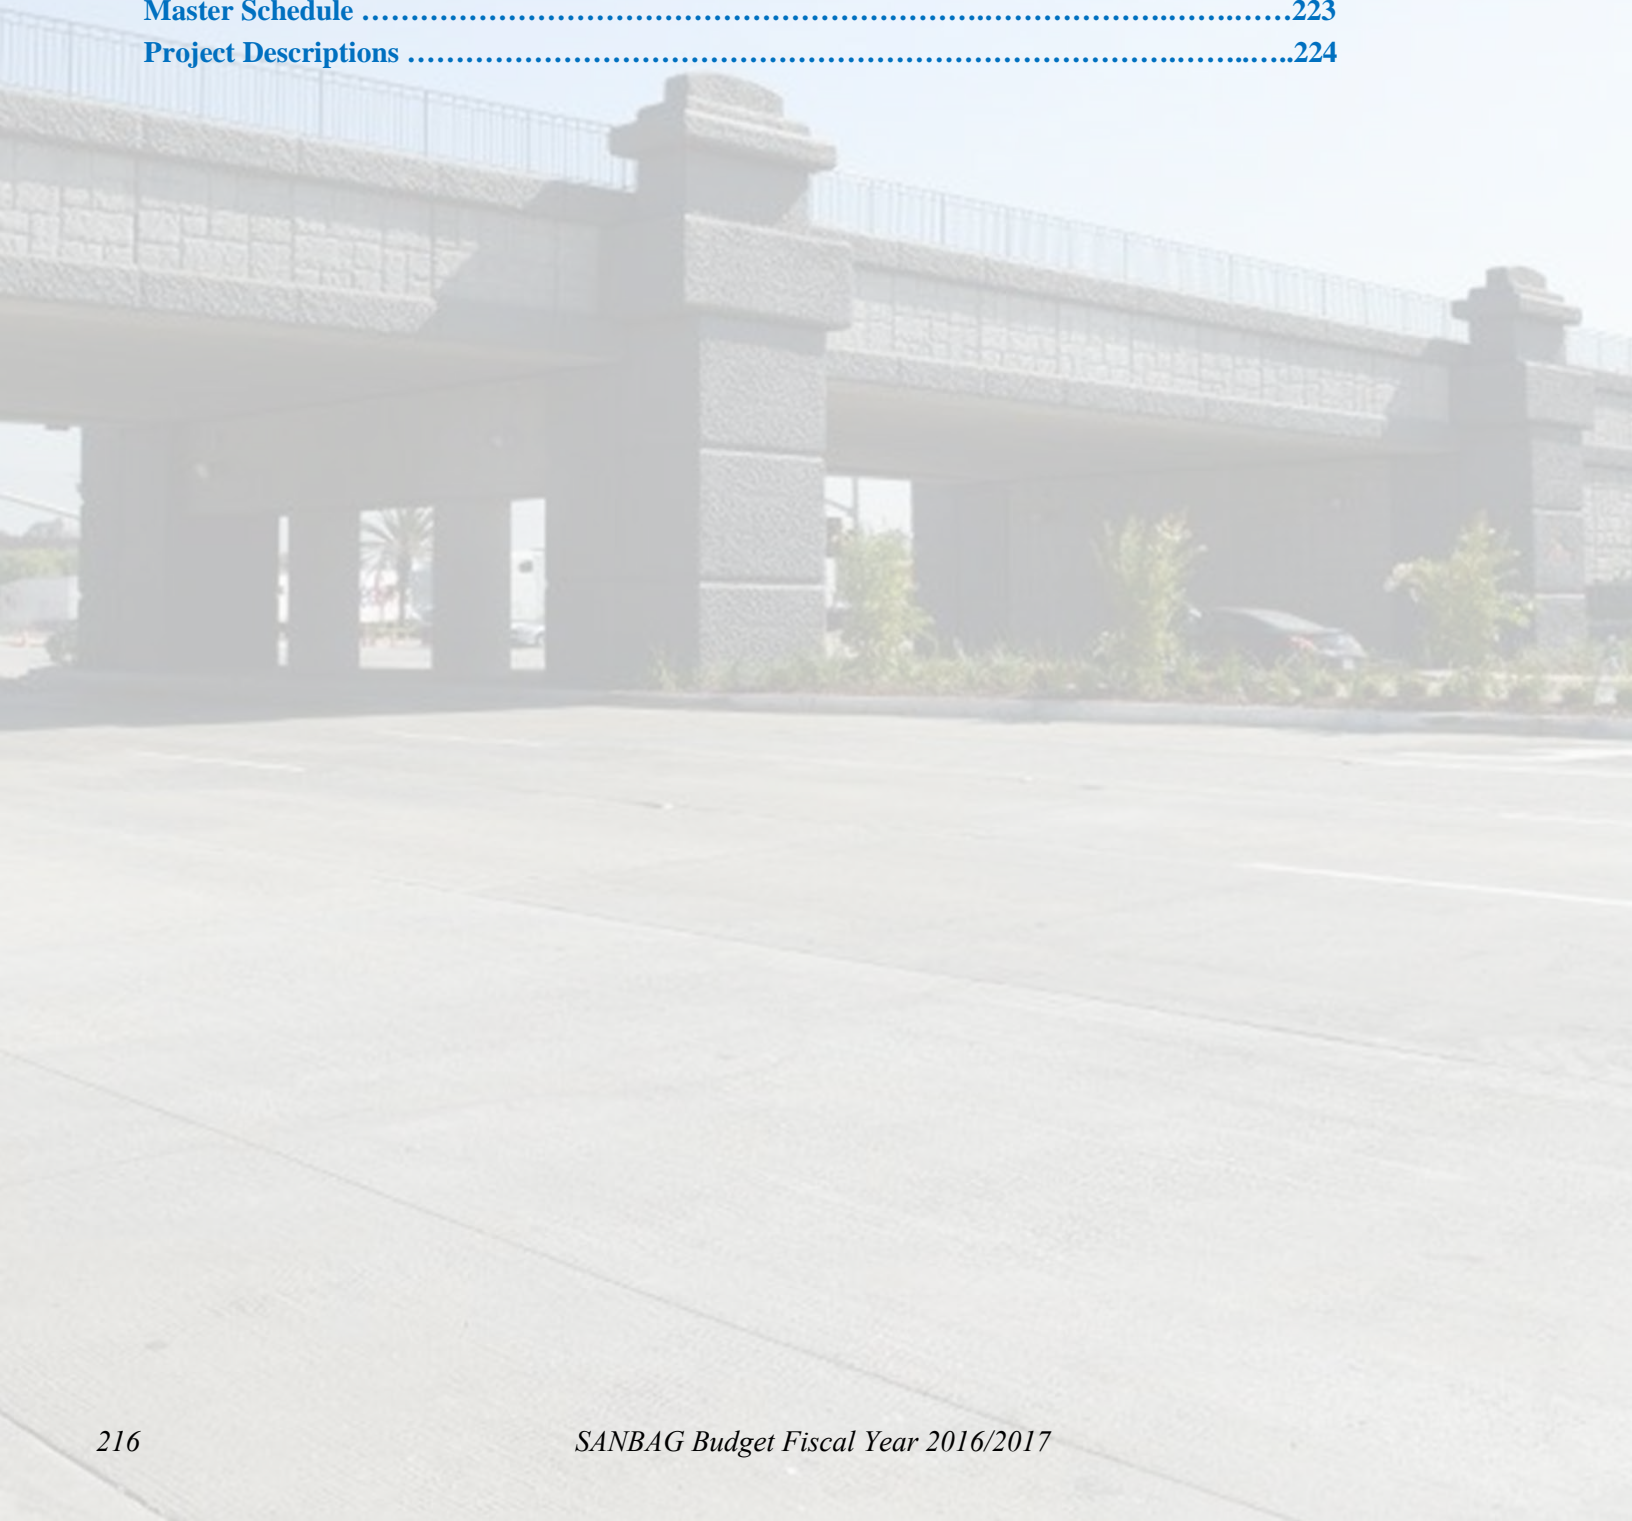 Master Schedule ……………………………………………………………………..…………………..……..……223
Project Descriptions …………………………………………………………………………………..……...…..224
216 SANBAG Budget Fiscal Year 2016/2017